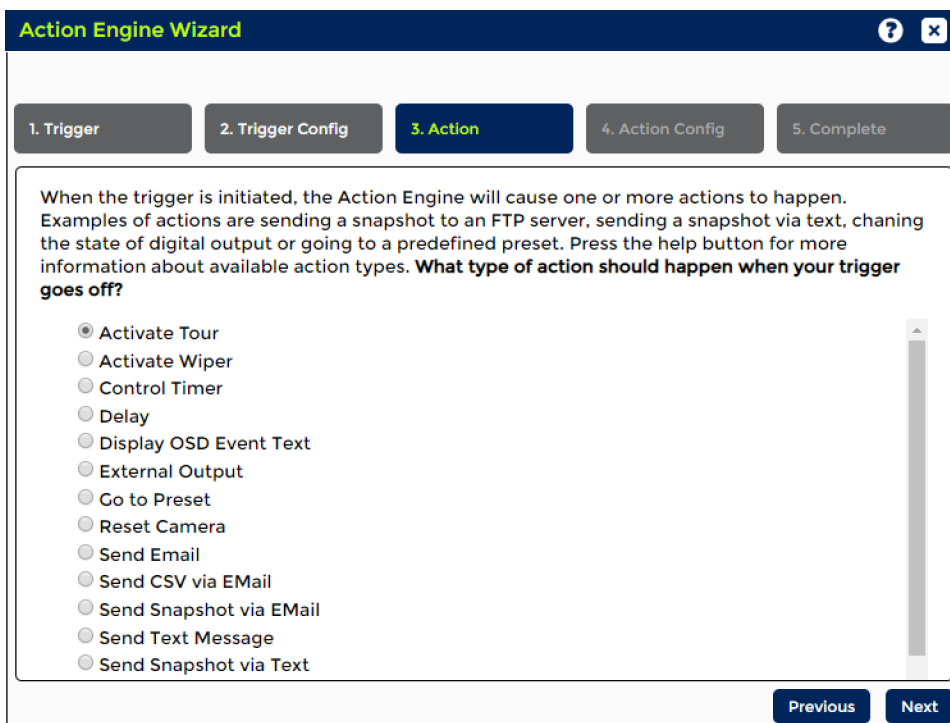 Action Engine Wizard
1. Trigger
2. Trigger Config
3. Action
4. Action Config
5. Complete
When the trigger is initiated, the Action Engine will cause one or more actions to happen.
Examples of actions are sending a snapshot to an FTP server, sending a snapshot via text, chaning
the state of digital output or going to a predefined preset. Press the help button for more
information about available action types. What type of action should happen when your trigger
goes off?
Activate Tour
Activate Wiper
Control Timer
Delay
Display OSD Event Text
External Output
Go to Preset
Reset Camera
Send Email
Send CSV via EMail
Send Snapshot via EMail
Send Text Message
Send Snapshot via Text
Previous
Next